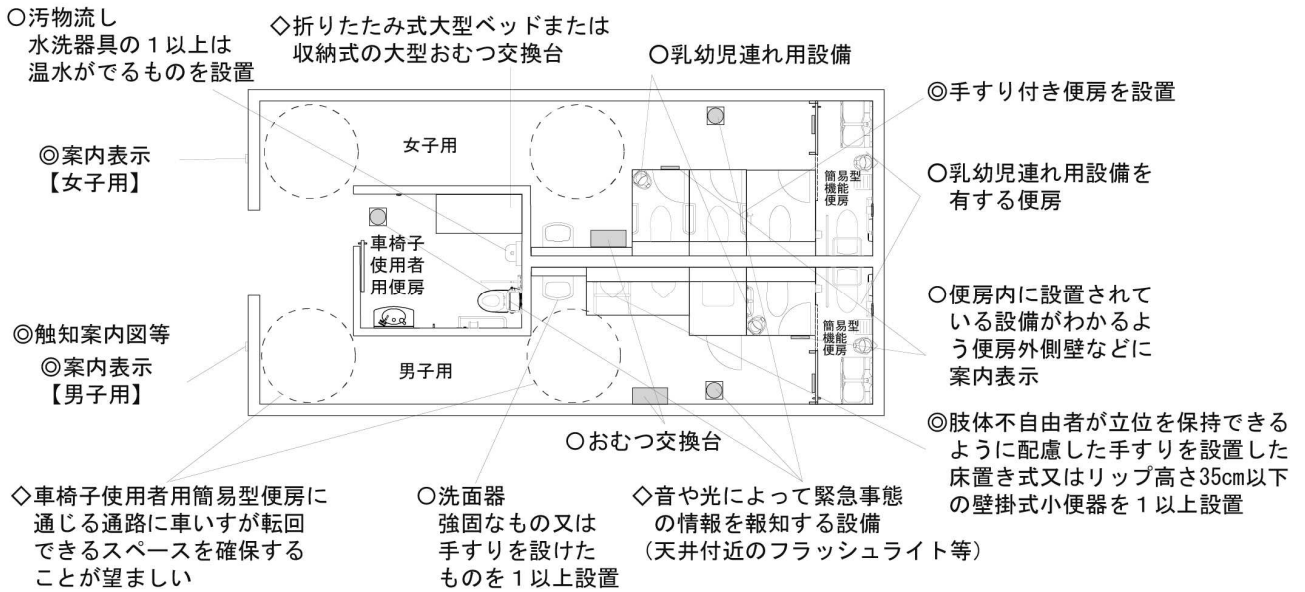 ○汚物流し
水洗器具の１以上は
温水がでるものを設置
◇折りたたみ式大型ベッドまたは
収納式の大型おむつ交換台
○乳幼児連れ用設備
◎手すり付き便房を設置
◎案内表示
【女子用】
女子用
簡易型
機能
便房
○乳幼児連れ用設備を
有する便房
車椅子
使用者
用便房
○便房内に設置されて
いる設備がわかるよ
う便房外側壁などに
案内表示
◎触知案内図等
◎案内表示
【男子用】
男子用
簡易型
機能
便房
○おむつ交換台
◎肢体不自由者が立位を保持できる
ように配慮した手すりを設置した
床置き式又はリップ高さ35cm以下
の壁掛式小便器を１以上設置
◇車椅子使用者用簡易型便房に
通じる通路に車いすが転回
できるスペースを確保する
ことが望ましい
○洗面器
強固なもの又は
手すりを設けた
ものを１以上設置
◇音や光によって緊急事態
の情報を報知する設備
（天井付近のフラッシュライト等）